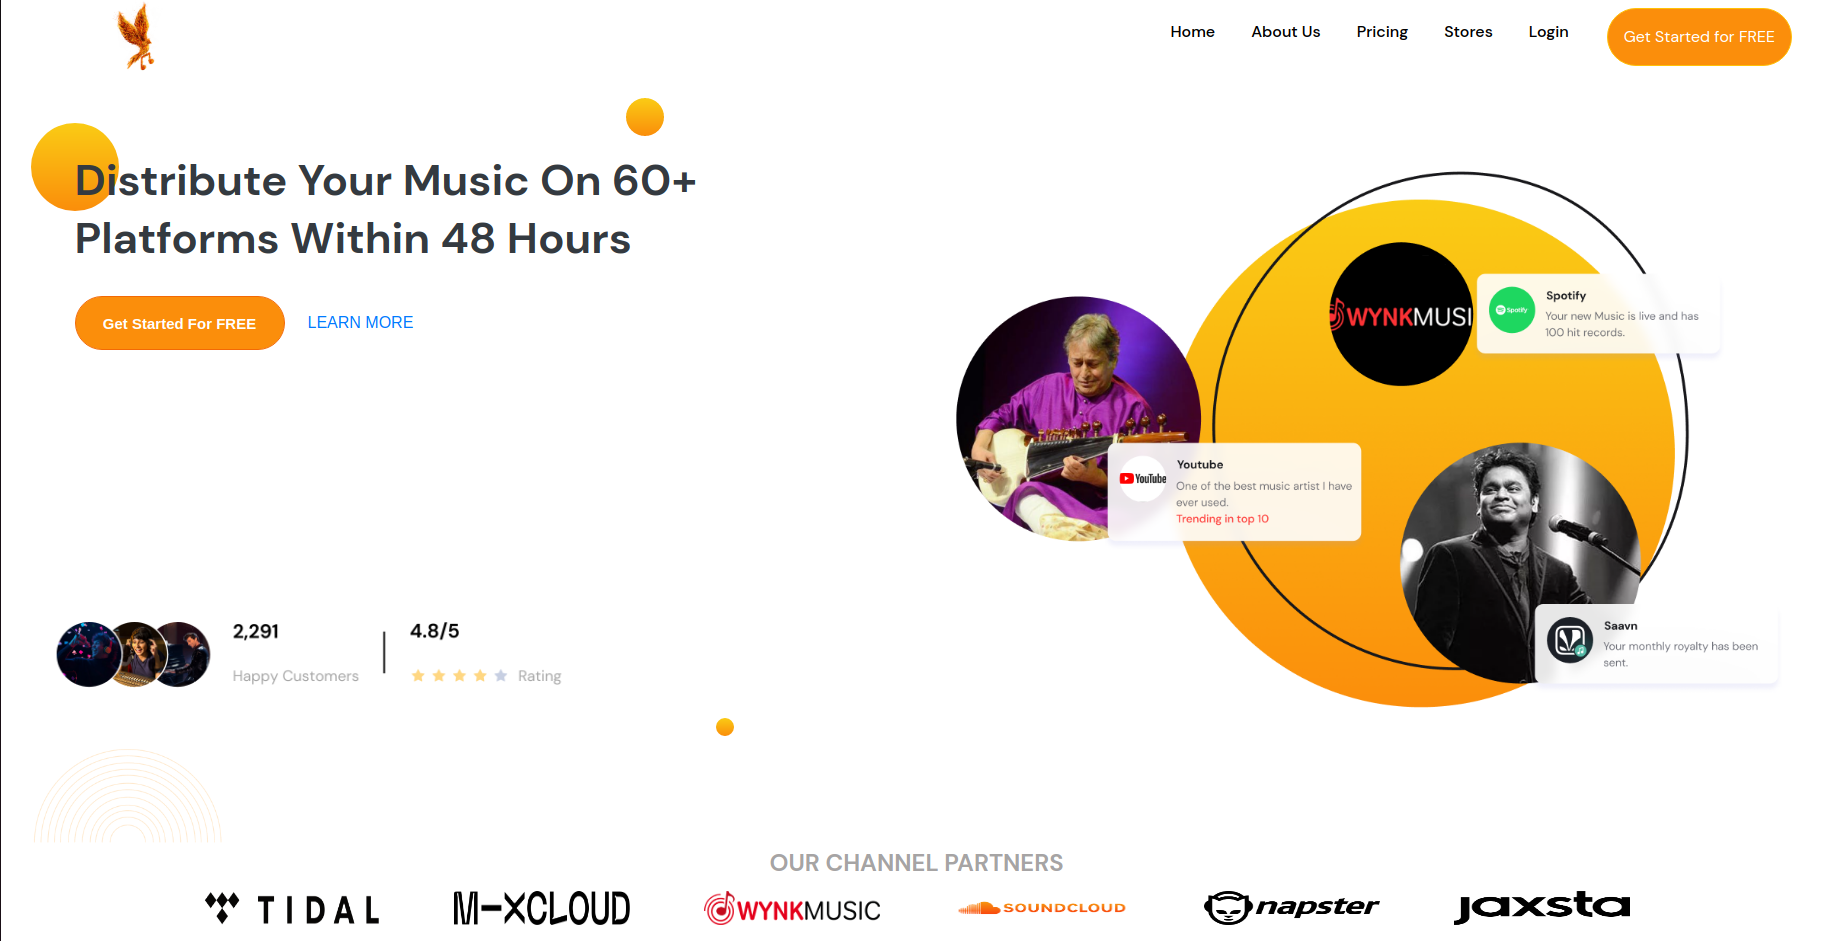 Home About Us Pricing Stores Login Get Started for FREE
Distribute Your Music On 60+
Platforms Within 48 Hours
Get Started For FREE LEARN MORE
WYNKMUSI
Spotify
Spotify
Your new Music is live and has
100 hit records.
YouTube
Youtube
One of the best music artist I have
ever used.
Trending in top 10
Saavn
Your monthly royalty has been
sent.
2,291
Happy Customers
4.8/5
Rating
OUR CHANNEL PARTNERS
TIDAL M-XCLOUD WYNKMUSIC SOUNDCLOUD napster jaxsta